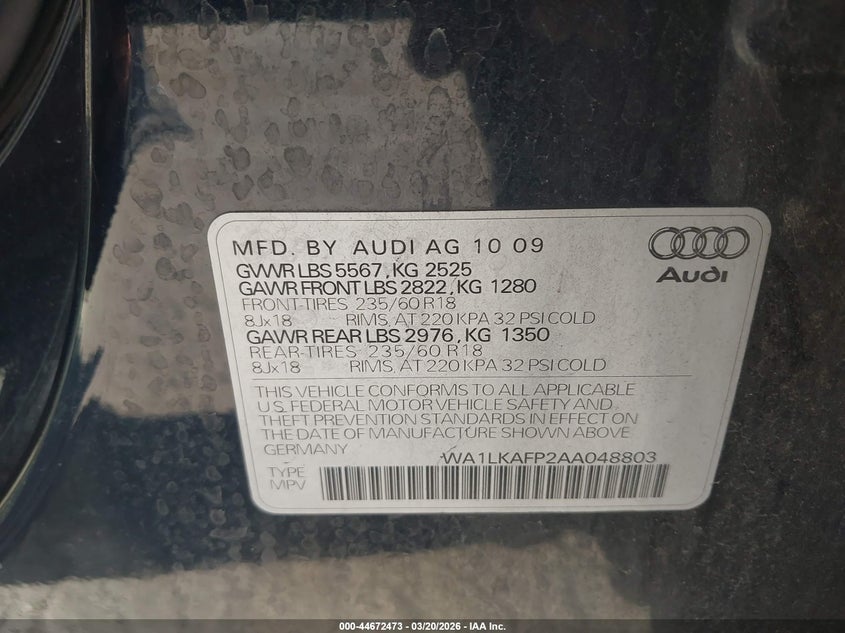 MFD. BY AUDI AG 10 09
GVWR LBS 5567, KG 2525
GAWR FRONT LBS 2822, KG 1280
FRONT-TIRES 235/60 R18
8Jx18 RIMS, AT 220 KPA 32 PSI COLD
GAWR REAR LBS 2976, KG 1350
REAR-TIRES 235/60 R18
8Jx18 RIMS, AT 220 KPA 32 PSI COLD
Audi
THIS VEHICLE CONFORMS TO ALL APPLICABLE
U.S. FEDERAL MOTOR VEHICLE SAFETY AND
THEFT PREVENTION STANDARDS IN EFFECT ON
THE DATE OF MANUFACTURE SHOWN ABOVE
GERMANY WA1LKAFP2AA048803
TYPE
MPV
000-44672473 — 03/20/2026 — IAA Inc.